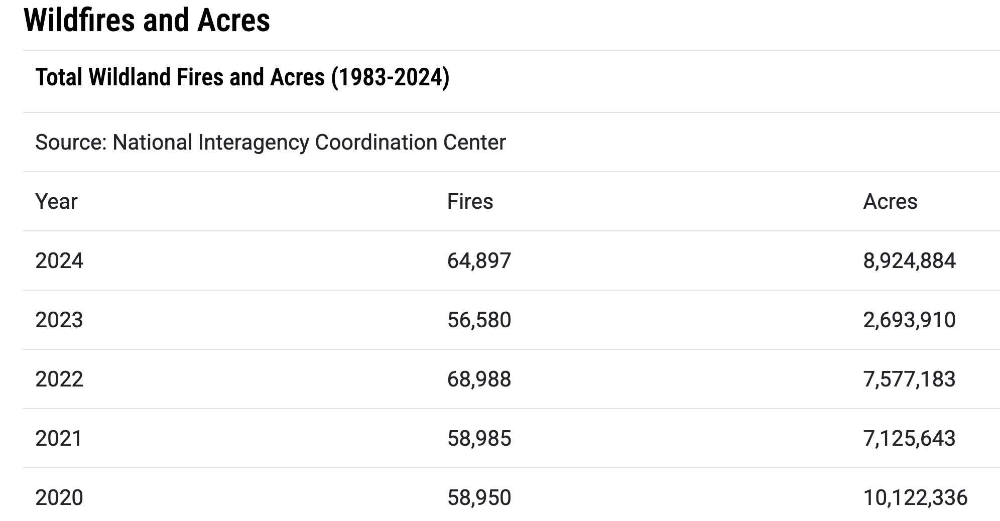 Wildfires and Acres
Total Wildland Fires and Acres (1983-2024)
Source: National Interagency Coordination Center
Year Fires Acres
2024 64,897 8,924,884
2023 56,580 2,693,910
2022 68,988 7,577,183
2021 58,985 7,125,643
2020 58,950 10,122,336